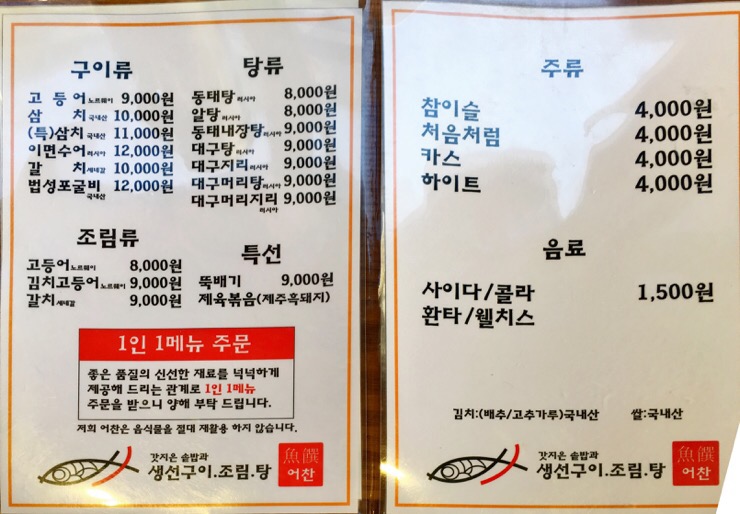 구이류
고등어 노르웨이 9,000원
삼치 국내산 10,000원
(특)삼치 국내산 11,000원
이면수어 러시아 12,000원
갈치 세네갈 10,000원
법성포굴비 12,000원
국내산
탕류
동태탕 러시아 8,000원
알탕 러시아 8,000원
동태내장탕 러시아 9,000원
대구탕 러시아 9,000원
대구지리 러시아 9,000원
대구머리탕 러시아 9,000원
대구머리지리 9,000원
러시아
조림류
고등어 노르웨이 8,000원
김치고등어 노르웨이 9,000원
갈치 세네갈 9,000원
특선
뚝배기 9,000원
제육볶음(제주흑돼지)
1인 1메뉴 주문
좋은 품질의 신선한 재료를 넉넉하게
제공해 드리는 관계로 1인 1메뉴
주문을 받으니 양해 부탁 드립니다.
저희 어찬은 음식물을 절대 재활용 하지 않습니다.
갓지은 솥밥과
생선구이.조림.탕
魚饌
어찬
주류
참이슬 4,000원
처음처럼 4,000원
카스 4,000원
하이트 4,000원
음료
사이다/콜라 1,500원
환타/웰치스
김치:(배추/고추가루)국내산 쌀:국내산
갓지은 솥밥과
생선구이.조림.탕
魚饌
어찬